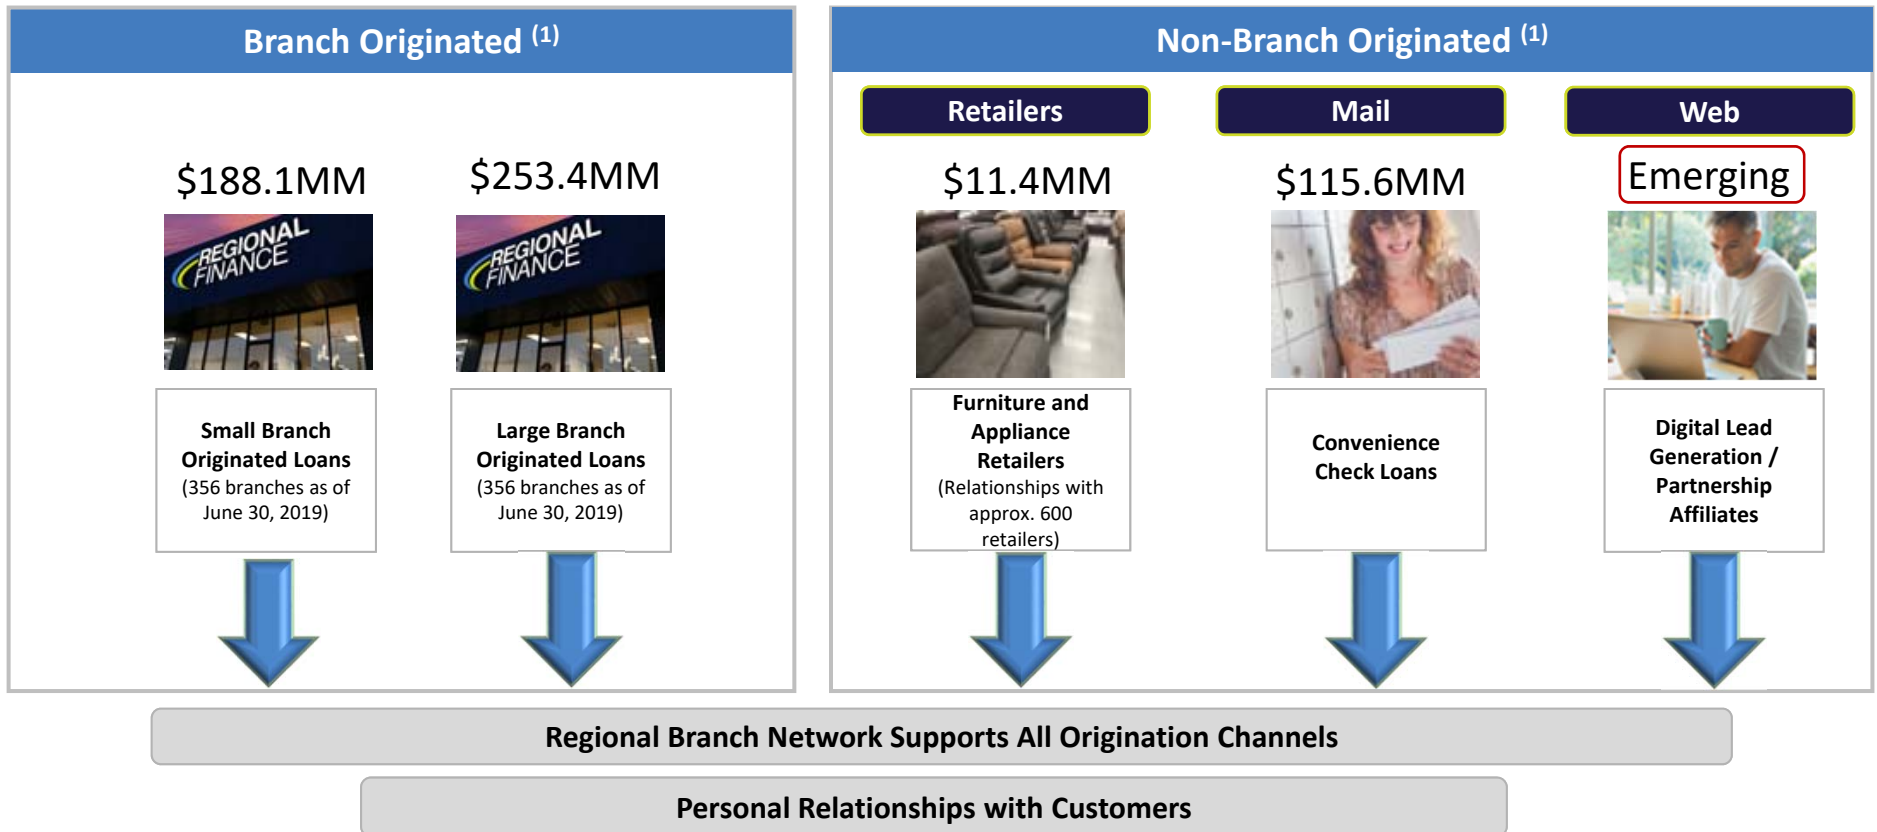 Branch Originated (1)
$188.1MM
$253.4MM
REGIONAL
FINANCE
REGIONAL
FINANCE
Small Branch
Originated Loans
(356 branches as of
June 30, 2019)
Large Branch
Originated Loans
(356 branches as of
June 30, 2019)
Non-Branch Originated (1)
Retailers
Mail
Web
$11.4MM
$115.6MM
Emerging
Furniture and
Appliance
Retailers
(Relationships with
approx. 600
retailers)
Convenience
Check Loans
Digital Lead
Generation /
Partnership
Affiliates
Regional Branch Network Supports All Origination Channels
Personal Relationships with Customers